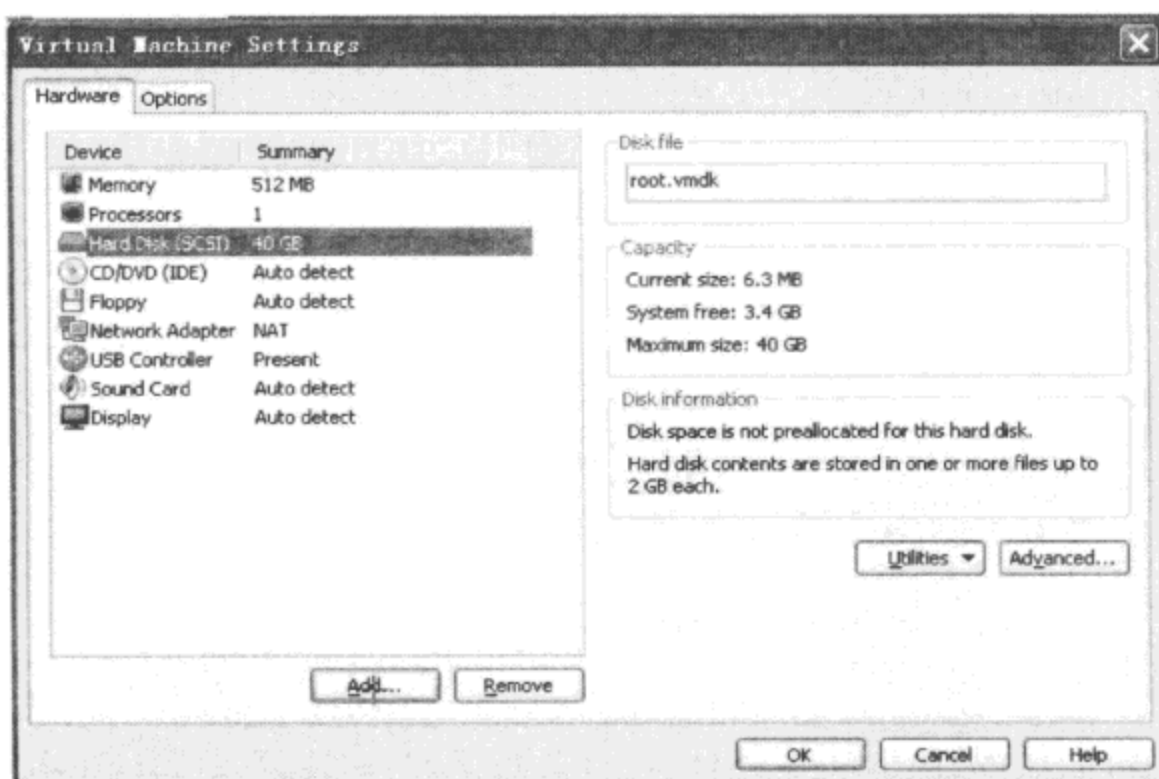 Virtual Machine Settings
Hardware Options
Device Summary
Memory 512 MB
Processors 1
Hard Disk (SCSI) 40 GB
CD/DVD (IDE) Auto detect
Floppy Auto detect
Network Adapter NAT
USB Controller Present
Sound Card Auto detect
Display Auto detect
Add... Remove
Disk file
root.vmdk
Capacity
Current size: 6.3 MB
System free: 3.4 GB
Maximum size: 40 GB
Disk information
Disk space is not preallocated for this hard disk.
Hard disk contents are stored in one or more files up to
2 GB each.
Utilities Advanced...
OK Cancel Help